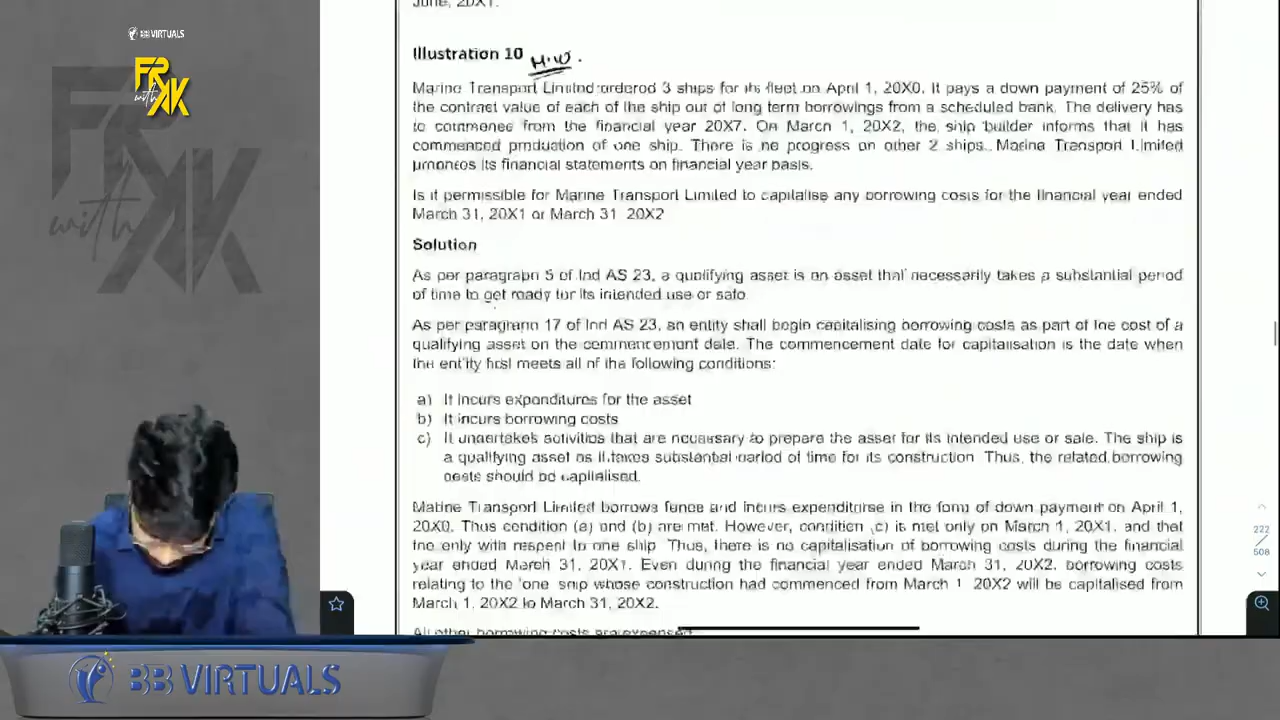 BB VIRTUALS
FR
with
KK
June, 20X1.
Illustration 10 H.W.
Marine Transport Limited ordered 3 ships for its fleet on April 1, 20X0. It pays a down payment of 25% of
the contract value of each of the ship out of long term borrowings from a scheduled bank. The delivery has
to commence from the financial year 20X7. On March 1, 20X2, the ship builder informs that it has
commenced production of one ship. There is no progress on other 2 ships. Marine Transport Limited
prepares its financial statements on financial year basis.
Is it permissible for Marine Transport Limited to capitalise any borrowing costs for the financial year ended
March 31, 20X1 or March 31 20X2
Solution
As per paragraph 5 of Ind AS 23, a qualifying asset is an asset that necessarily takes a substantial period
of time to get ready for its intended use or sale
As per paragraph 17 of Ind AS 23, an entity shall begin capitalising borrowing costs as part of the cost of a
qualifying asset on the commencement date. The commencement date for capitalisation is the date when
the entity first meets all of the following conditions:
a) It incurs expenditures for the asset
b) It incurs borrowing costs
c) It undertakes activities that are necessary to prepare the asset for its intended use or sale. The ship is
a qualifying asset as it takes substantial period of time for its construction Thus, the related borrowing
costs should be capitalised.
Marine Transport Limited borrows funds and incurs expenditure in the form of down payment on April 1,
20X0. Thus condition (a) and (b) are met. However, condition (c) is met only on March 1, 20X1, and that
too only with respect to one ship Thus, there is no capitalisation of borrowing costs during the financial
year ended March 31, 20X1. Even during the financial year ended March 31, 20X2, borrowing costs
relating to the 'one ship whose construction had commenced from March 1 20X2 will be capitalised from
March 1, 20X2 to March 31, 20X2.
All other borrowing costs are expensed
222
508
BB VIRTUALS